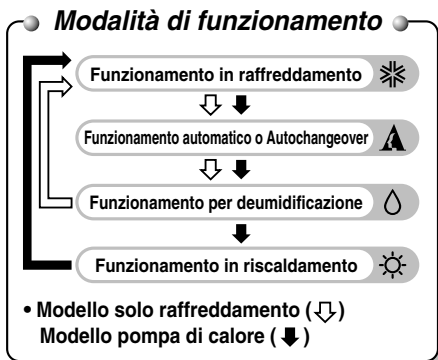 Modalità di funzionamento
Funzionamento in raffreddamento
Funzionamento automatico o Autochangeover
Funzionamento per deumidificazione
Funzionamento in riscaldamento
• Modello solo raffreddamento ( )
Modello pompa di calore ( )